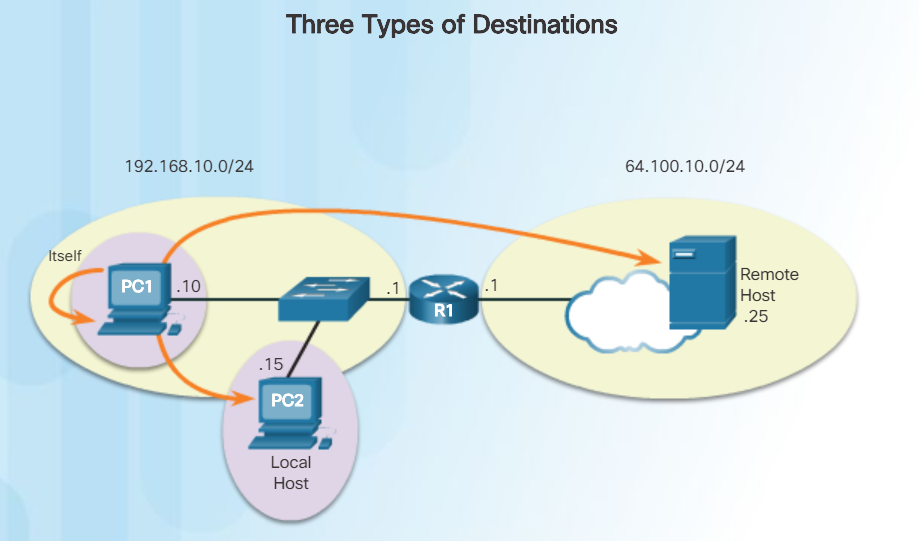 Three Types of Destinations
192.168.10.0/24
64.100.10.0/24
Itself
PC1
.10
.1
R1
.1
Remote
Host
.25
.15
PC2
Local
Host